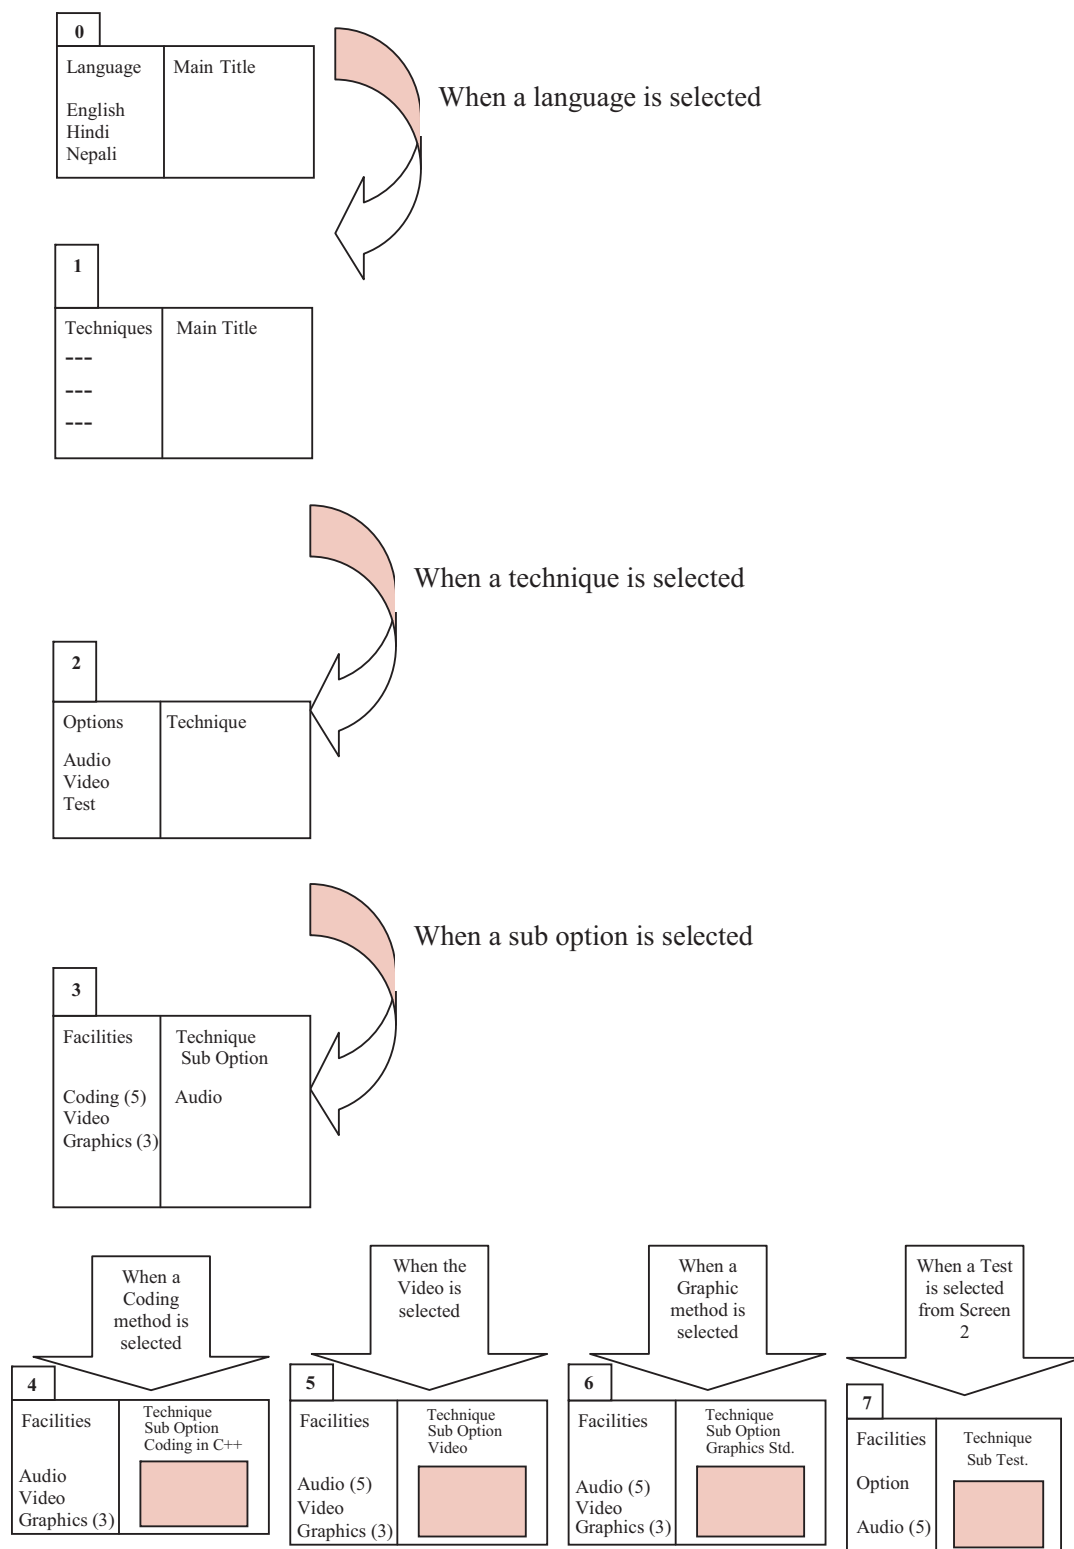 0
Language Main Title
English
Hindi
Nepali
When a language is selected
1
Techniques Main Title
---
---
---
When a technique is selected
2
Options Technique
Audio
Video
Test
When a sub option is selected
3
Facilities Technique
Sub Option
Coding (5) Audio
Video
Graphics (3)
When a
Coding
method is
selected
When the
Video is
selected
When a
Graphic
method is
selected
When a Test
is selected
from Screen
2
4
Facilities
Audio
Video
Graphics (3)
Technique
Sub Option
Coding in C++
5
Facilities
Audio (5)
Video
Graphics (3)
Technique
Sub Option
Video
6
Facilities
Audio (5)
Video
Graphics (3)
Technique
Sub Option
Graphics Std.
7
Facilities
Option
Audio (5)
Technique
Sub Test.